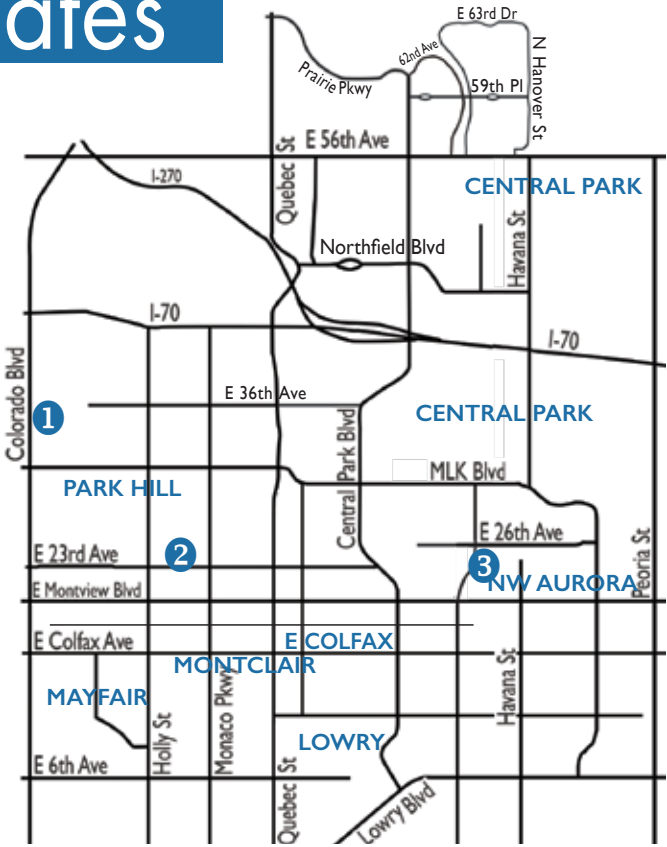 ates
E 63rd Dr
62nd Ave
N Hanover St
Prairie Pkwy
59th Pl
Quebec St
E 56th Ave
I-270
CENTRAL PARK
Northfield Blvd
Havana St
I-70
I-70
Colorado Blvd
E 36th Ave
1
CENTRAL PARK
Central Park Blvd
MLK Blvd
PARK HILL
E 26th Ave
E 23rd Ave
2
3
Peoria St
NW AURORA
E Montview Blvd
E Colfax Ave
E COLFAX
MONTCLAIR
Havana St
MAYFAIR
Holly St
Monaco Pkwy
LOWRY
E 6th Ave
Quebec St
Lowry Blvd